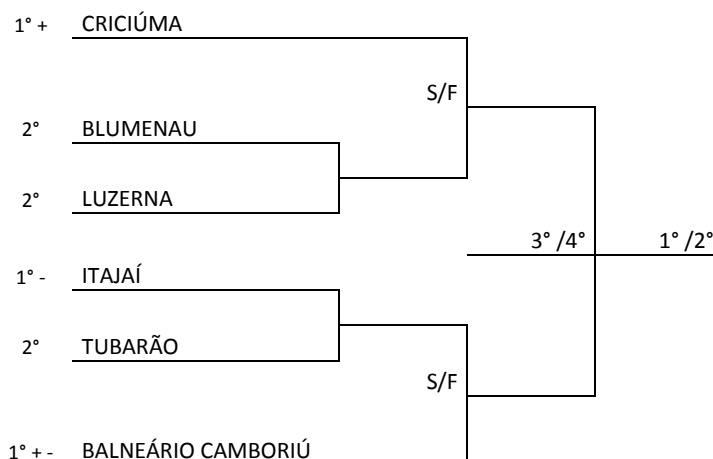 1° + CRICIÚMA
S/F
2° BLUMENAU
2° LUZERNA
3° /4° 1° /2°
1° - ITAJAÍ
2° TUBARÃO
S/F
1° + - BALNEÁRIO CAMBORIÚ